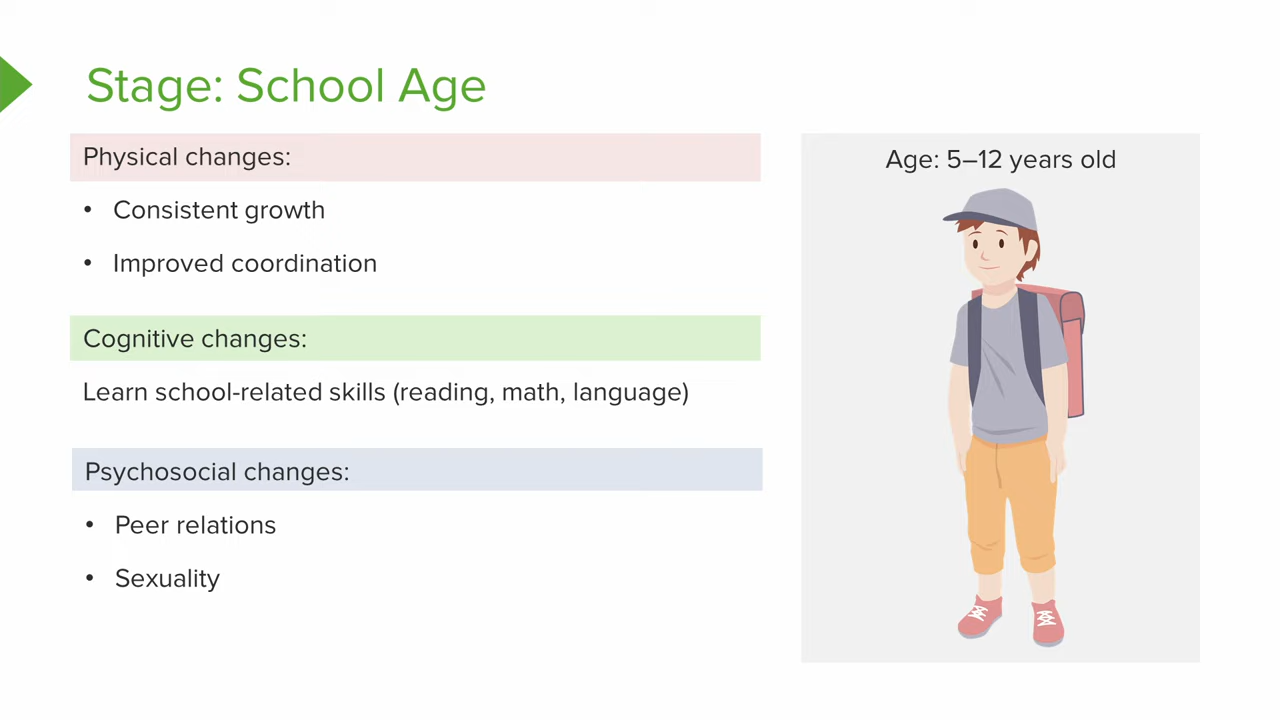 Stage: School Age
Physical changes:
• Consistent growth
• Improved coordination
Cognitive changes:
Learn school-related skills (reading, math, language)
Psychosocial changes:
• Peer relations
• Sexuality
Age: 5–12 years old